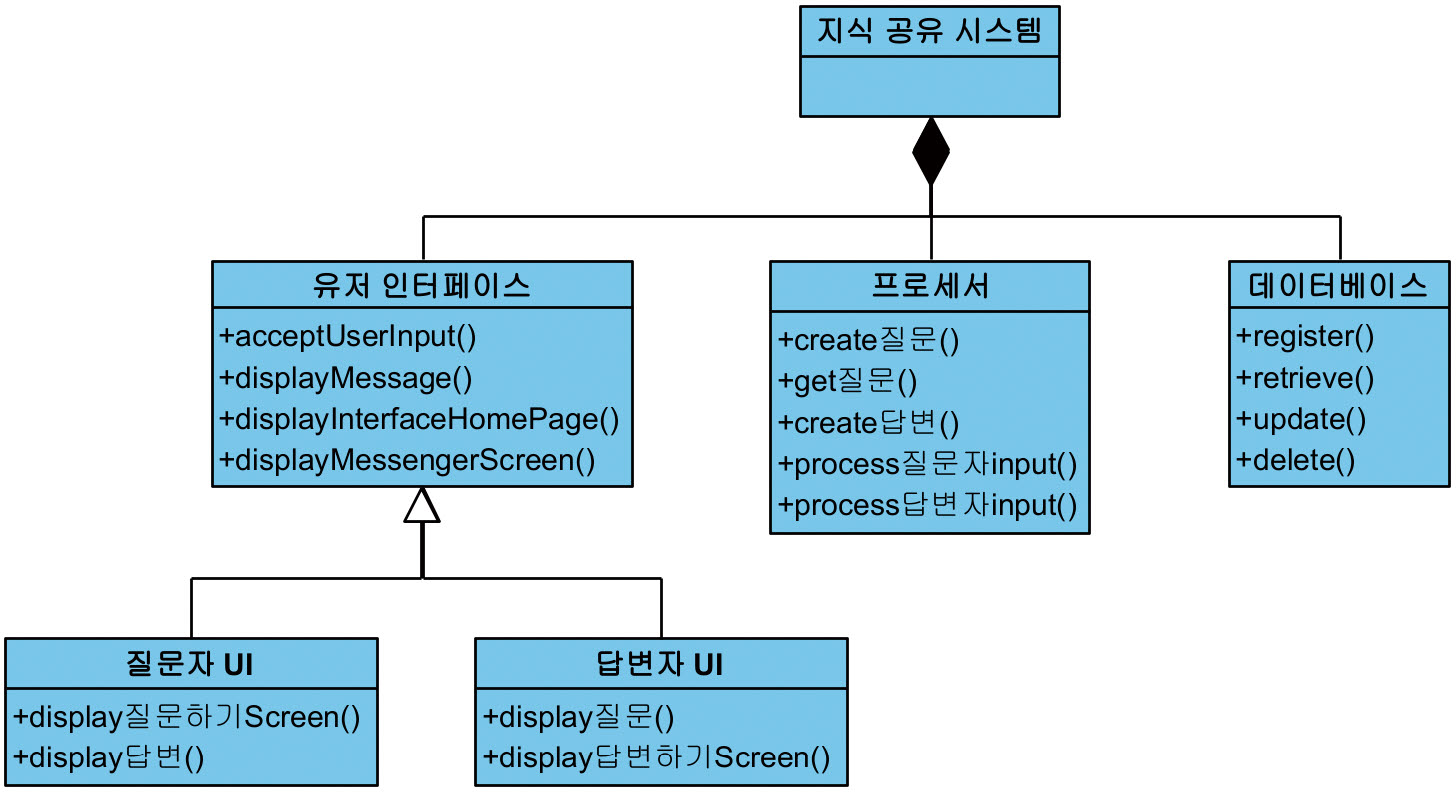 지식 공유 시스템
유저 인터페이스
+acceptUserInput()
+displayMessage()
+displayInterfaceHomePage()
+displayMessengerScreen()
프로세서
+create질문()
+get질문()
+create답변()
+process질문자input()
+process답변자input()
데이터베이스
+register()
+retrieve()
+update()
+delete()
질문자 UI
+display질문하기Screen()
+display답변()
답변자 UI
+display질문()
+display답변하기Screen()